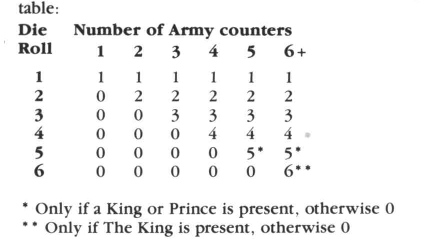 table:
Die Number of Army counters
Roll 1 2 3 4 5 6+
1 1 1 1 1 1 1
2 0 2 2 2 2 2
3 0 0 3 3 3 3
4 0 0 0 4 4 4
5 0 0 0 0 5* 5*
6 0 0 0 0 0 6**
* Only if a King or Prince is present, otherwise 0
** Only if The King is present, otherwise 0